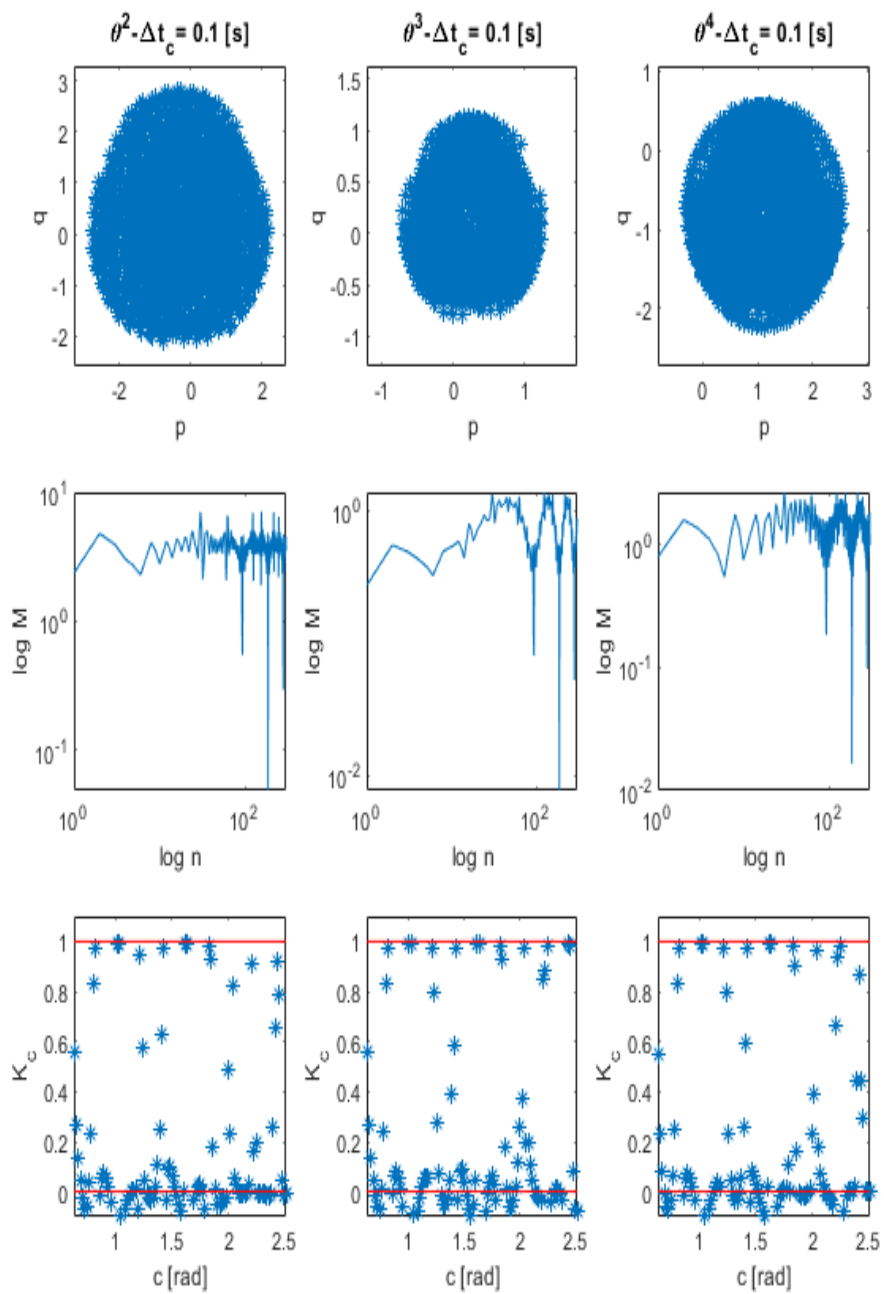 θ²-Δt_c= 0.1 [s]
θ³-Δt_c= 0.1 [s]
θ⁴-Δt_c= 0.1 [s]
3
2
1
0
-1
-2
q
-2 0 2
p
1.5
1
0.5
0
-0.5
-1
q
-1 0 1
p
1
0
-1
-2
q
0 1 2 3
p
10¹
10⁰
10⁻¹
log M
10⁰ 10²
log n
10⁰
10⁻²
log M
10⁰ 10²
log n
10⁰
10⁻¹
10⁻²
log M
10⁰ 10²
log n
1
0.8
0.6
0.4
0.2
0
K_c
1 1.5 2 2.5
c [rad]
1
0.8
0.6
0.4
0.2
0
K_c
1 1.5 2 2.5
c [rad]
1
0.8
0.6
0.4
0.2
0
K_c
1 1.5 2 2.5
c [rad]